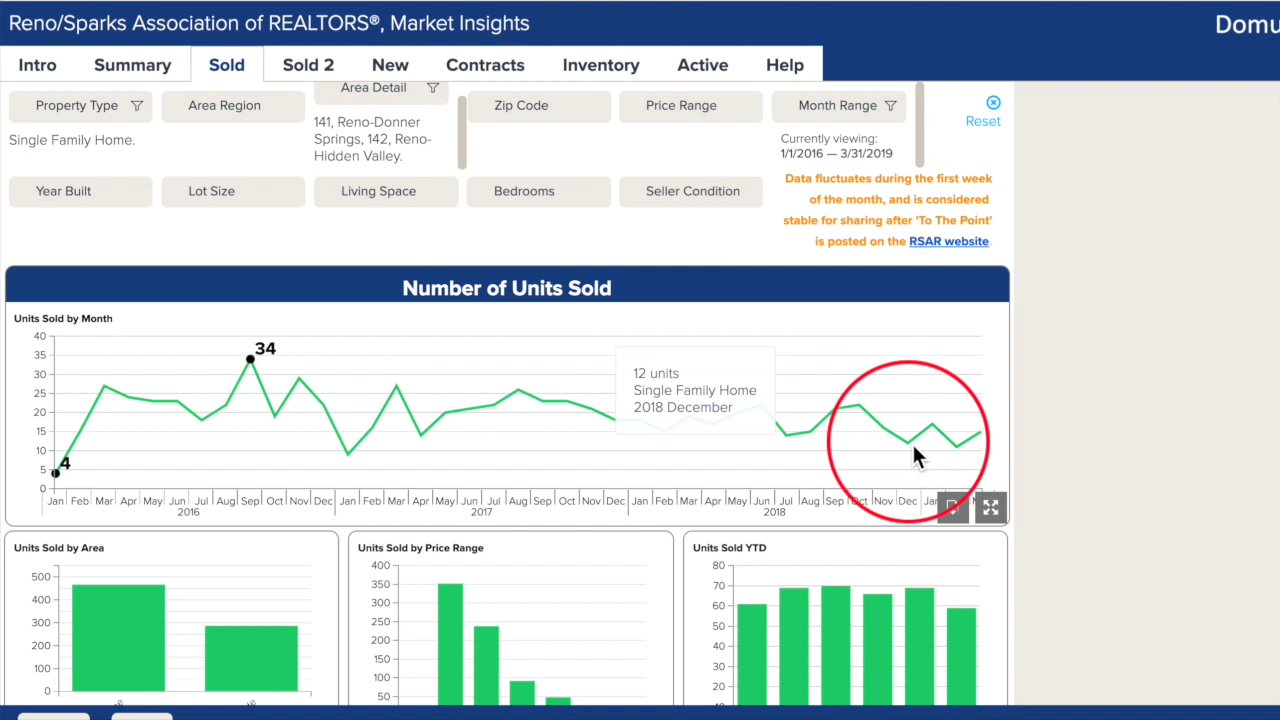 Reno/Sparks Association of REALTORS®, Market Insights
Domu
Intro Summary Sold Sold 2 New Contracts Inventory Active Help
Property Type Area Region Area Detail Zip Code Price Range Month Range
Reset
Single Family Home.
141, Reno-Donner
Springs, 142, Reno-
Hidden Valley.
Currently viewing:
1/1/2016 — 3/31/2019
Year Built Lot Size Living Space Bedrooms Seller Condition
Data fluctuates during the first week
of the month, and is considered
stable for sharing after 'To The Point'
is posted on the RSAR website.
Number of Units Sold
Units Sold by Month
40
35
30
25
20
15
10
5
0
34
4
12 units
Single Family Home
2018 December
Jan Feb Mar Apr May Jun Jul Aug Sep Oct Nov Dec Jan Feb Mar Apr May Jun Jul Aug Sep Oct Nov Dec Jan Feb Mar Apr May Jun Jul Aug Sep Oct Nov Dec Jan
2016 2017 2018
Units Sold by Area
500
400
300
200
100
0
Units Sold by Price Range
400
350
300
250
200
150
100
50
Units Sold YTD
80
70
60
50
40
30
20